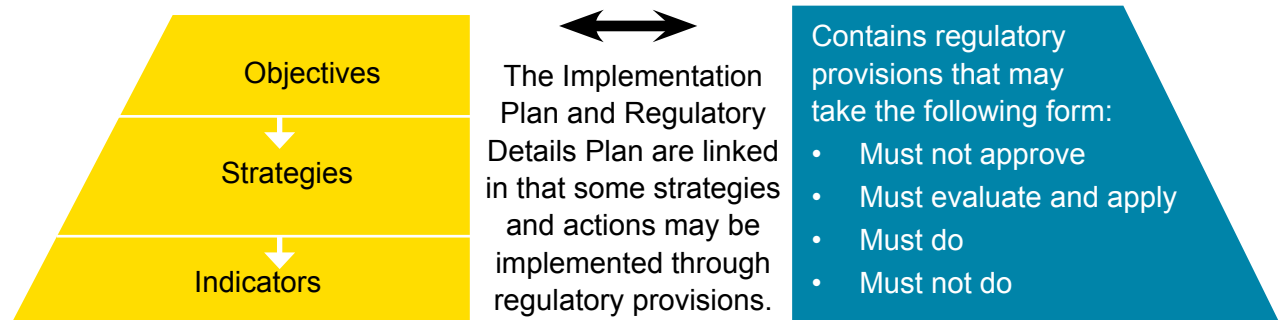 Objectives
Strategies
Indicators
The Implementation
Plan and Regulatory
Details Plan are linked
in that some strategies
and actions may be
implemented through
regulatory provisions.
Contains regulatory
provisions that may
take the following form:
• Must not approve
• Must evaluate and apply
• Must do
• Must not do